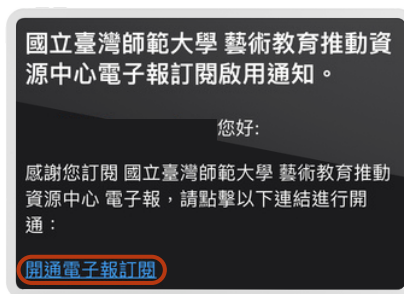 國立臺灣師範大學 藝術教育推動資
源中心電子報訂閱啟用通知。
您好:
感謝您訂閱 國立臺灣師範大學 藝術教育推動
資源中心 電子報，請點擊以下連結進行開
通：
開通電子報訂閱